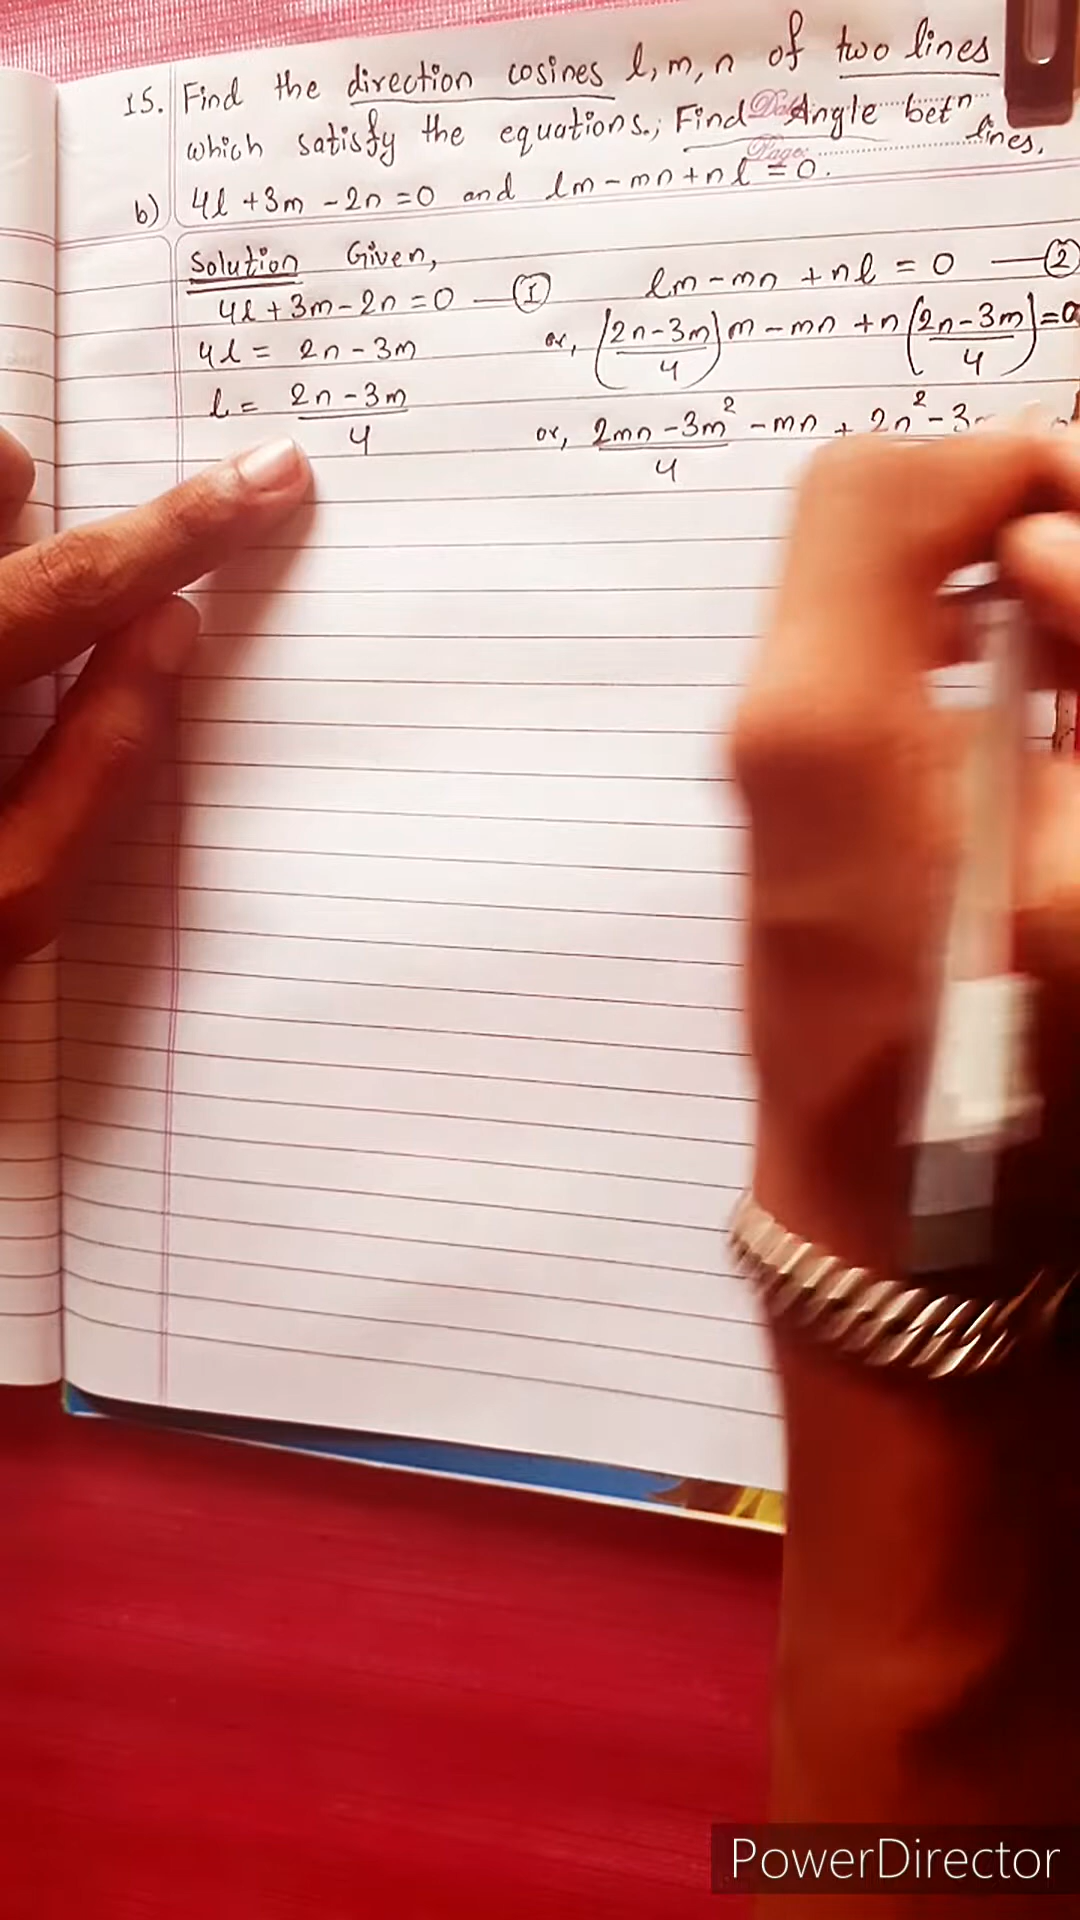 15. Find the direction cosines l, m, n of two lines
which satisfy the equations., Find Angle betn lines.
Page:
b) 4l + 3m - 2n = 0 and lm - mn + nl = 0.
Solution Given,
4l + 3m - 2n = 0 — (I)
4l = 2n - 3m
l = (2n - 3m)/4
lm - mn + nl = 0 — (2)
or, ((2n - 3m)/4)m - mn + n((2n - 3m)/4) = 0
or, (2mn - 3m²)/4 - mn + 2n² - 3
PowerDirector